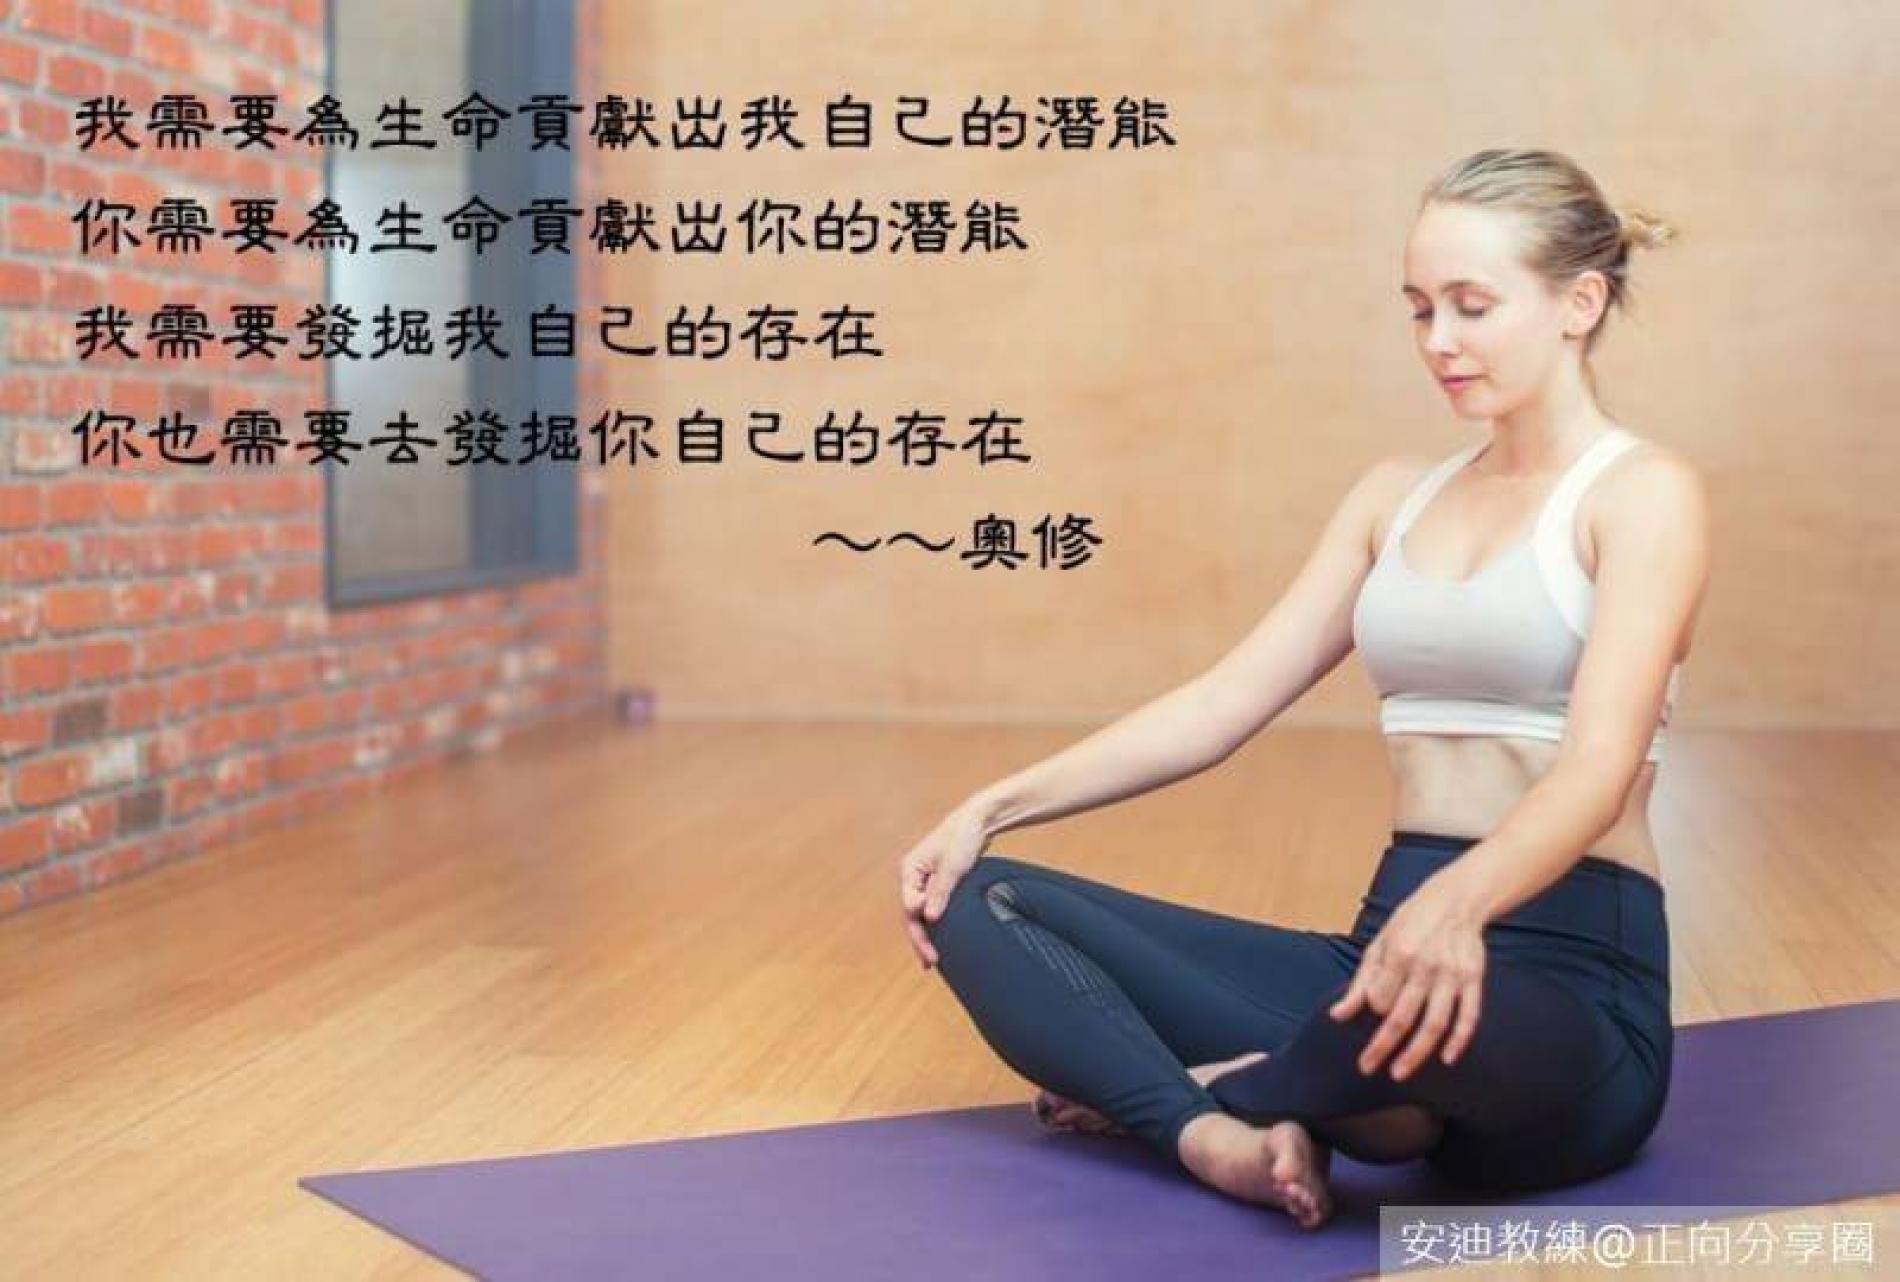 我需要為生命貢獻出我自己的潛能
你需要為生命貢獻出你的潛能
我需要發掘我自己的存在
你也需要去發掘你自己的存在
～～奧修
安迪教練@正向分享圈